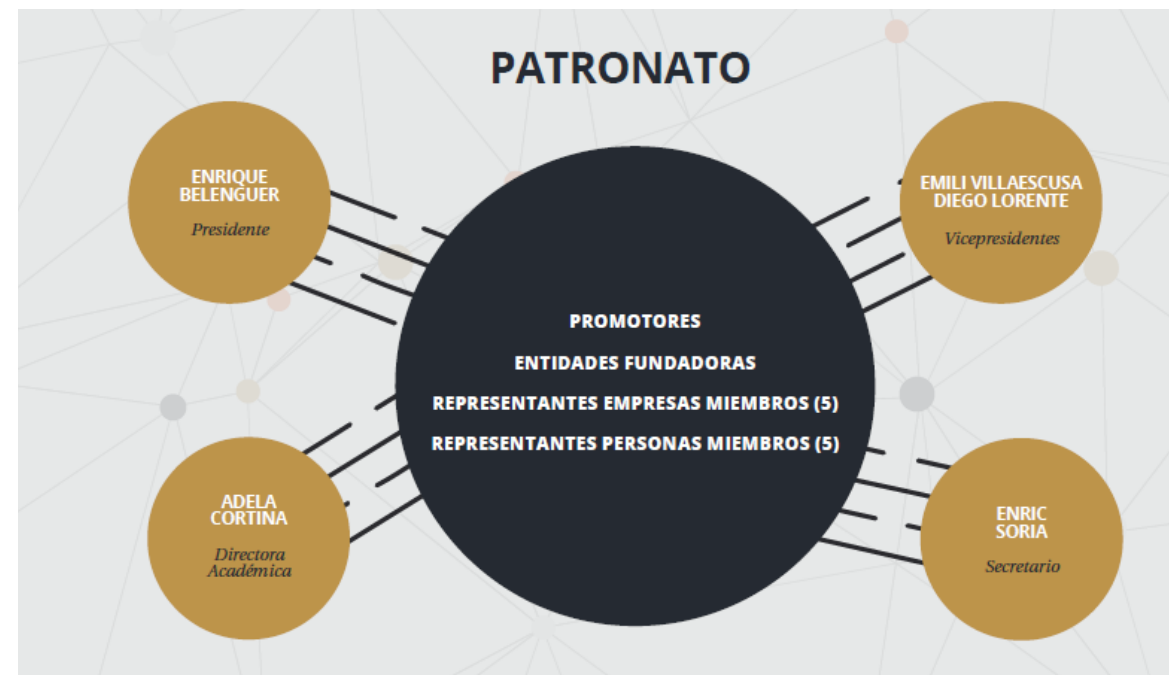 PATRONATO
ENRIQUE
BELENGUER
Presidente
EMILI VILLAESCUSA
DIEGO LORENTE
Vicepresidentes
PROMOTORES
ENTIDADES FUNDADORAS
REPRESENTANTES EMPRESAS MIEMBROS (5)
REPRESENTANTES PERSONAS MIEMBROS (5)
ADELA
CORTINA
Directora
Académica
ENRIC
SORIA
Secretario